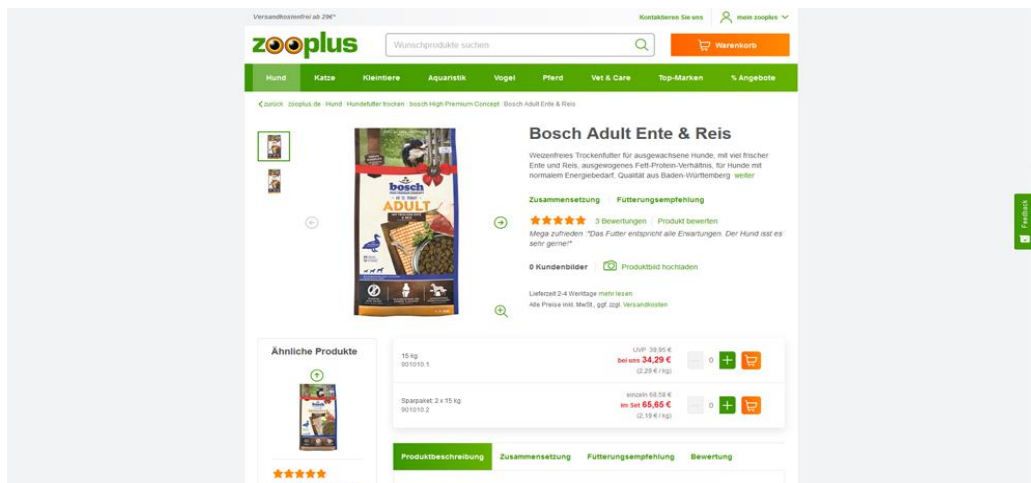 Versandkostenfrei ab 29€*
Kontaktieren Sie uns
mein zooplus
zooplus
Wunschprodukte suchen
Warenkorb
Hund Katze Kleintiere Aquaristik Vogel Pferd Vet & Care Top-Marken % Angebote
zurück zooplus.de Hund Hundefutter trocken bosch High Premium Concept Bosch Adult Ente & Reis
Bosch Adult Ente & Reis
Weizenfreies Trockenfutter für ausgewachsene Hunde, mit viel frischer
Ente und Reis, ausgewogenes Fett-Protein-Verhältnis, für Hunde mit
normalem Energiebedarf, Qualität aus Baden-Württemberg weiter
Zusammensetzung Fütterungsempfehlung
3 Bewertungen Produkt bewerten
Mega zufrieden :"Das Futter entspricht alle Erwartungen. Der Hund isst es
sehr gerne!"
0 Kundenbilder Produktbild hochladen
Lieferzeit 2-4 Werktage mehr lesen
Alle Preise inkl. MwSt., ggf. zzgl. Versandkosten
bosch
ADULT
Feedback
Ähnliche Produkte
bosch
15 kg
901010.1
UVP 39,95 €
bei uns 34,29 €
(2,29 € / kg)
0
Sparpaket: 2 x 15 kg
901010.2
einzeln 68,58 €
im Set 65,65 €
(2,19 € / kg)
0
Produktbeschreibung Zusammensetzung Fütterungsempfehlung Bewertung